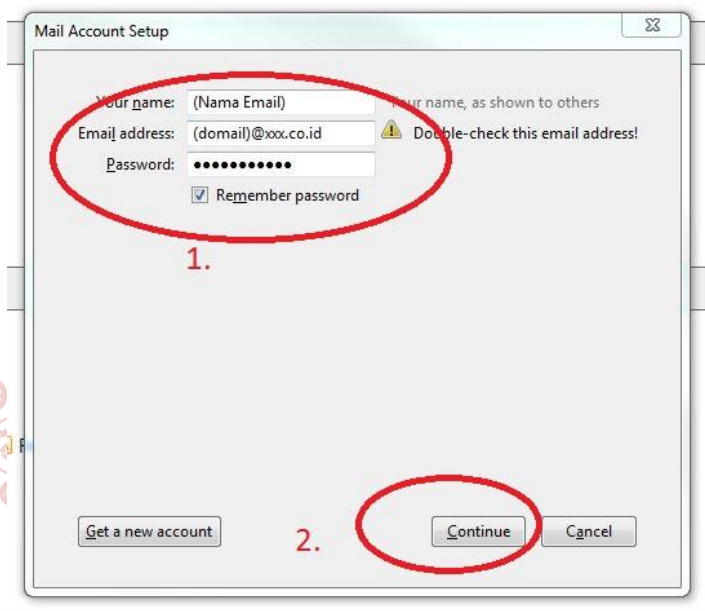 Mail Account Setup
Your name: (Nama Email) Your name, as shown to others
Email address: (domail)@xxx.co.id Double-check this email address!
Password: ●●●●●●●●●●●
Remember password
1.
Get a new account
2.
Continue
Cancel